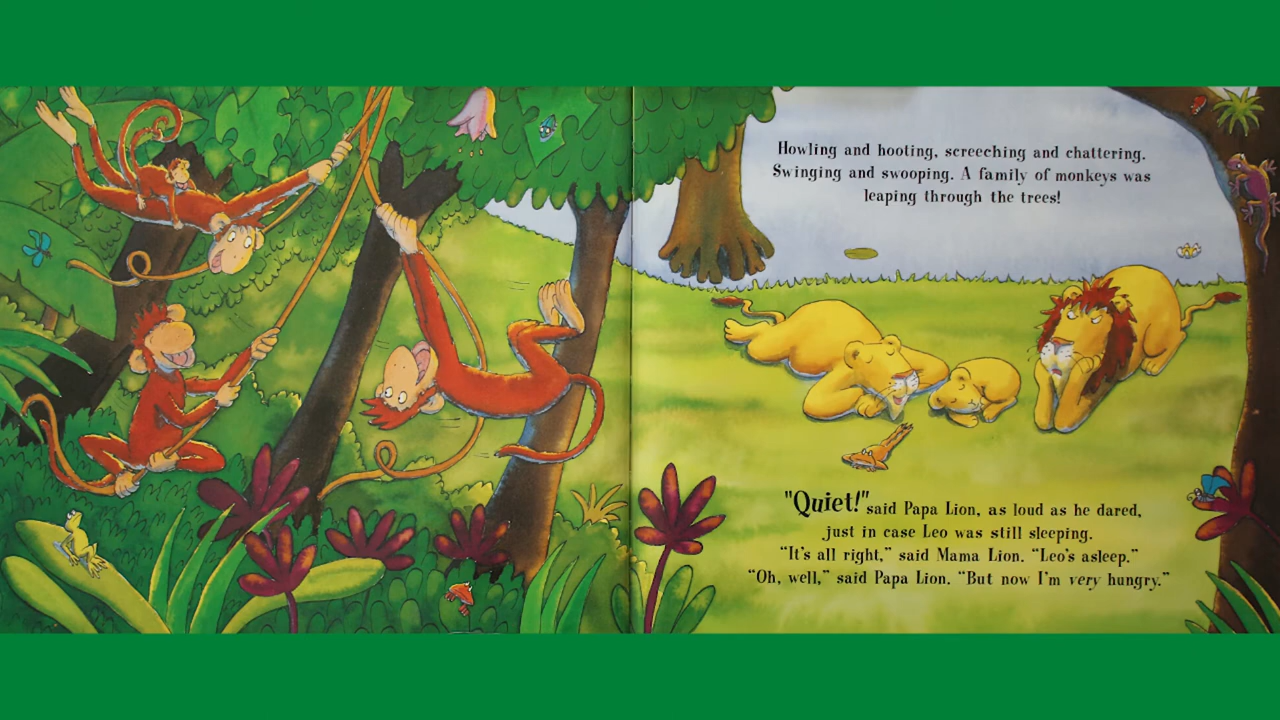 Howling and hooting, screeching and chattering.
Swinging and swooping. A family of monkeys was
leaping through the trees!
"Quiet!" said Papa Lion, as loud as he dared,
just in case Leo was still sleeping.
“It's all right,” said Mama Lion. “Leo's asleep.”
“Oh, well,” said Papa Lion. “But now I'm very hungry.”